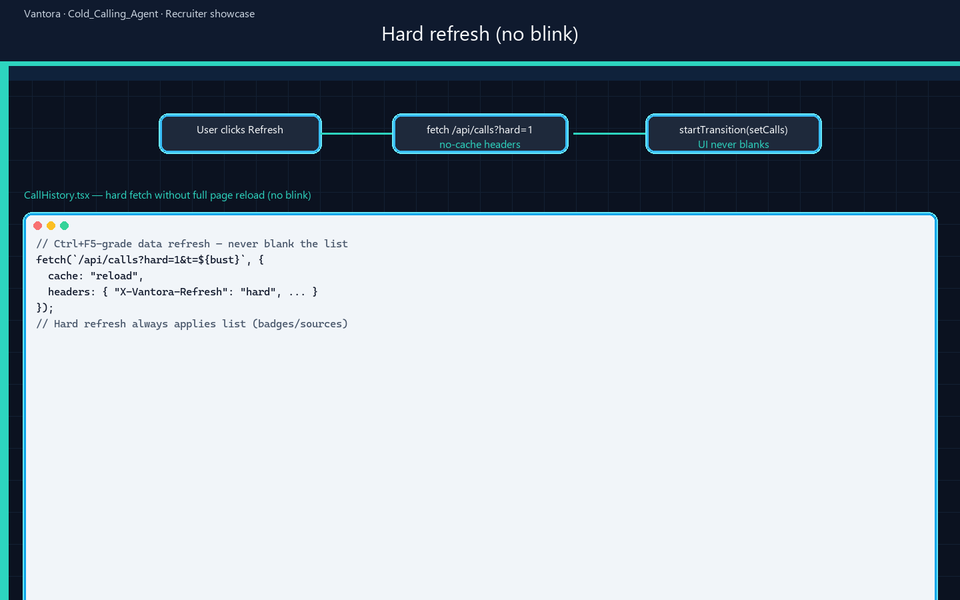 Vantora · Cold_Calling_Agent · Recruiter showcase
Hard refresh (no blink)
User clicks Refresh
fetch /api/calls?hard=1
no-cache headers
startTransition(setCalls)
UI never blanks
CallHistory.tsx — hard fetch without full page reload (no blink)
// Ctrl+F5-grade data refresh — never blank the list
fetch(`/api/calls?hard=1&t=${bust}`, {
  cache: "reload",
  headers: { "X-Vantora-Refresh": "hard", ... }
});
// Hard refresh always applies list (badges/sources)